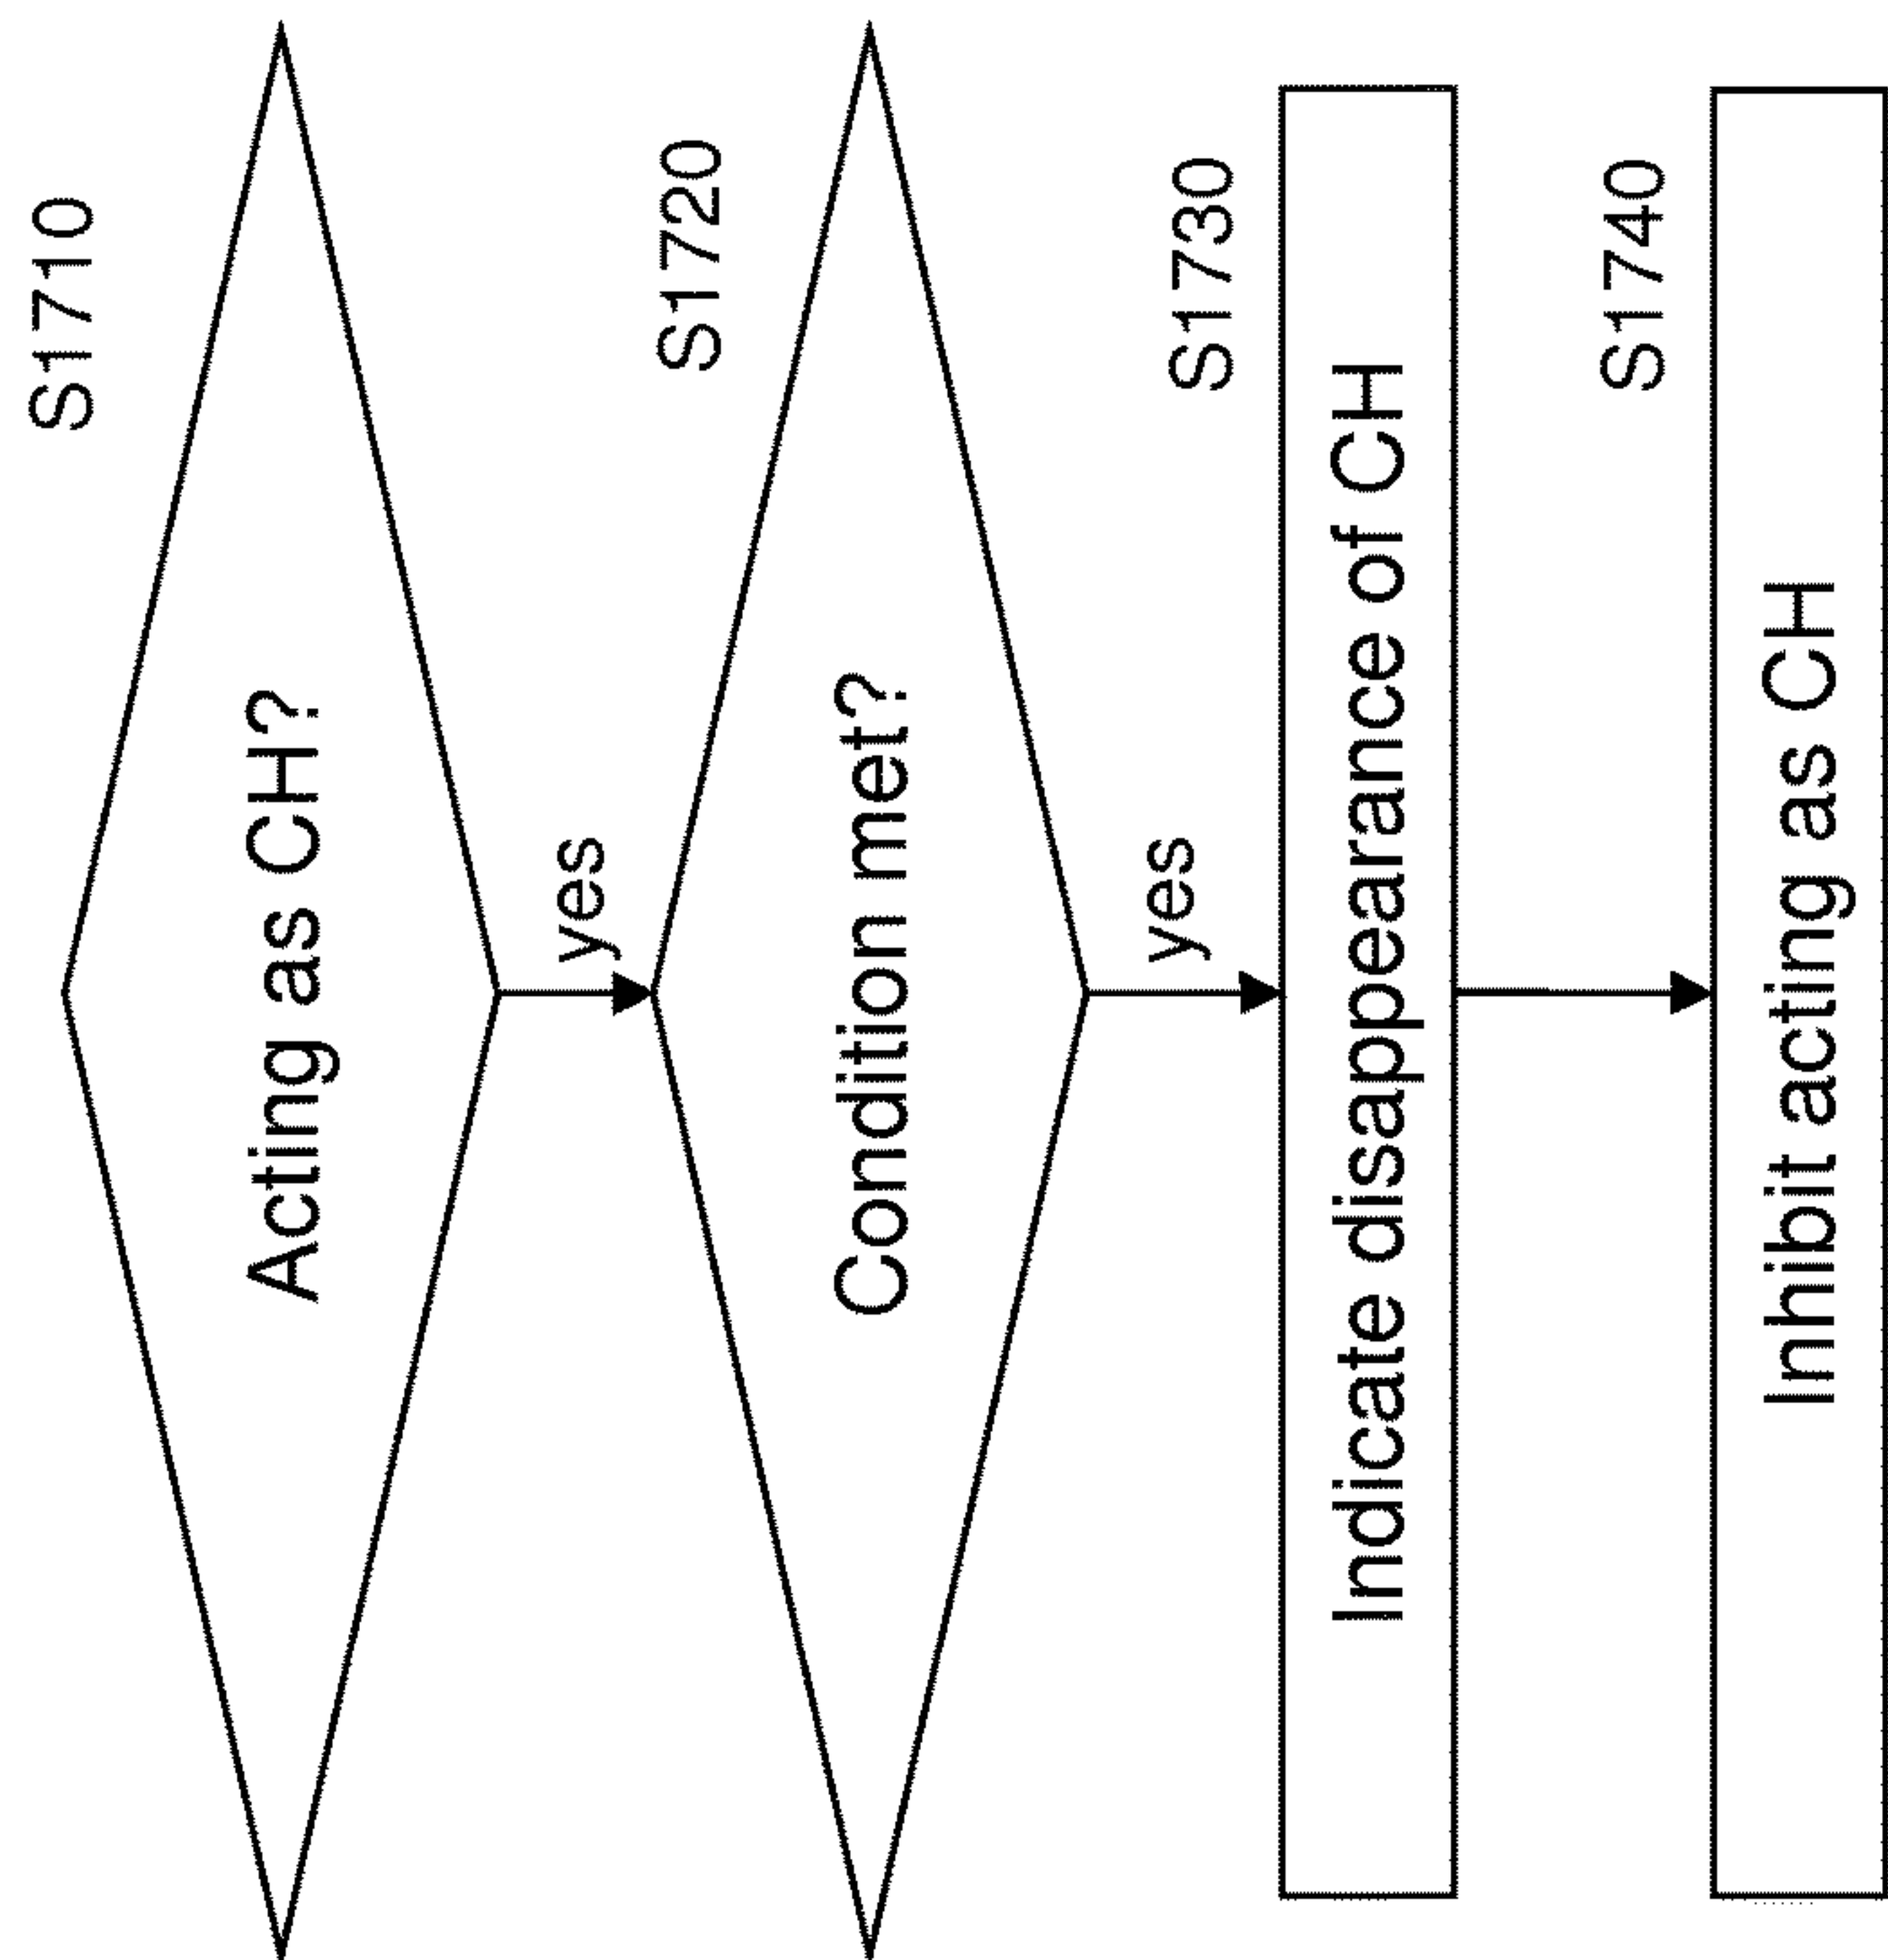 S1710
Acting as CH?
yes
S1720
Condition met?
yes
S1730
Indicate disappearance of CH
S1740
Inhibit acting as CH